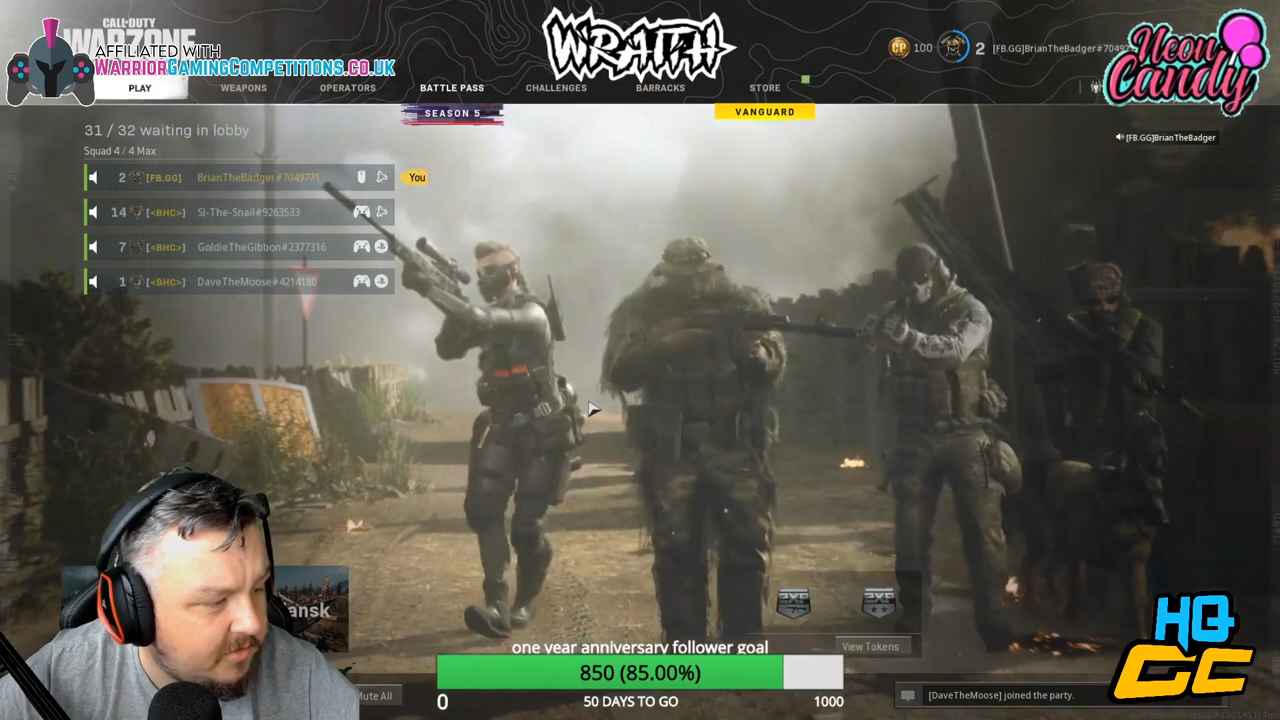 CALL OF DUTY
WARZONE
AFFILIATED WITH
WARRIORGAMINGCOMPETITIONS.CO.UK
WRAITH
CP 100
2 [FB.GG]BrianTheBadger#7049
Neon
Candy
PLAY
WEAPONS
OPERATORS
BATTLE PASS
CHALLENGES
BARRACKS
STORE
SEASON 5
VANGUARD
31 / 32 waiting in lobby
Squad 4 / 4 Max
[FB.GG]BrianTheBadger
2 [FB.GG] BrianTheBadger#7049771
You
14 [<BHC>] Si-The-Snail#9263533
7 [<BHC>] GoldieTheGibbon#2377316
1 [<BHC>] DaveTheMoose#4214180
2XP
2XP
ansk
one year anniversary follower goal
View Tokens
850 (85.00%)
0
50 DAYS TO GO
1000
Mute All
[DaveTheMoose] joined the party.
HQ
CC